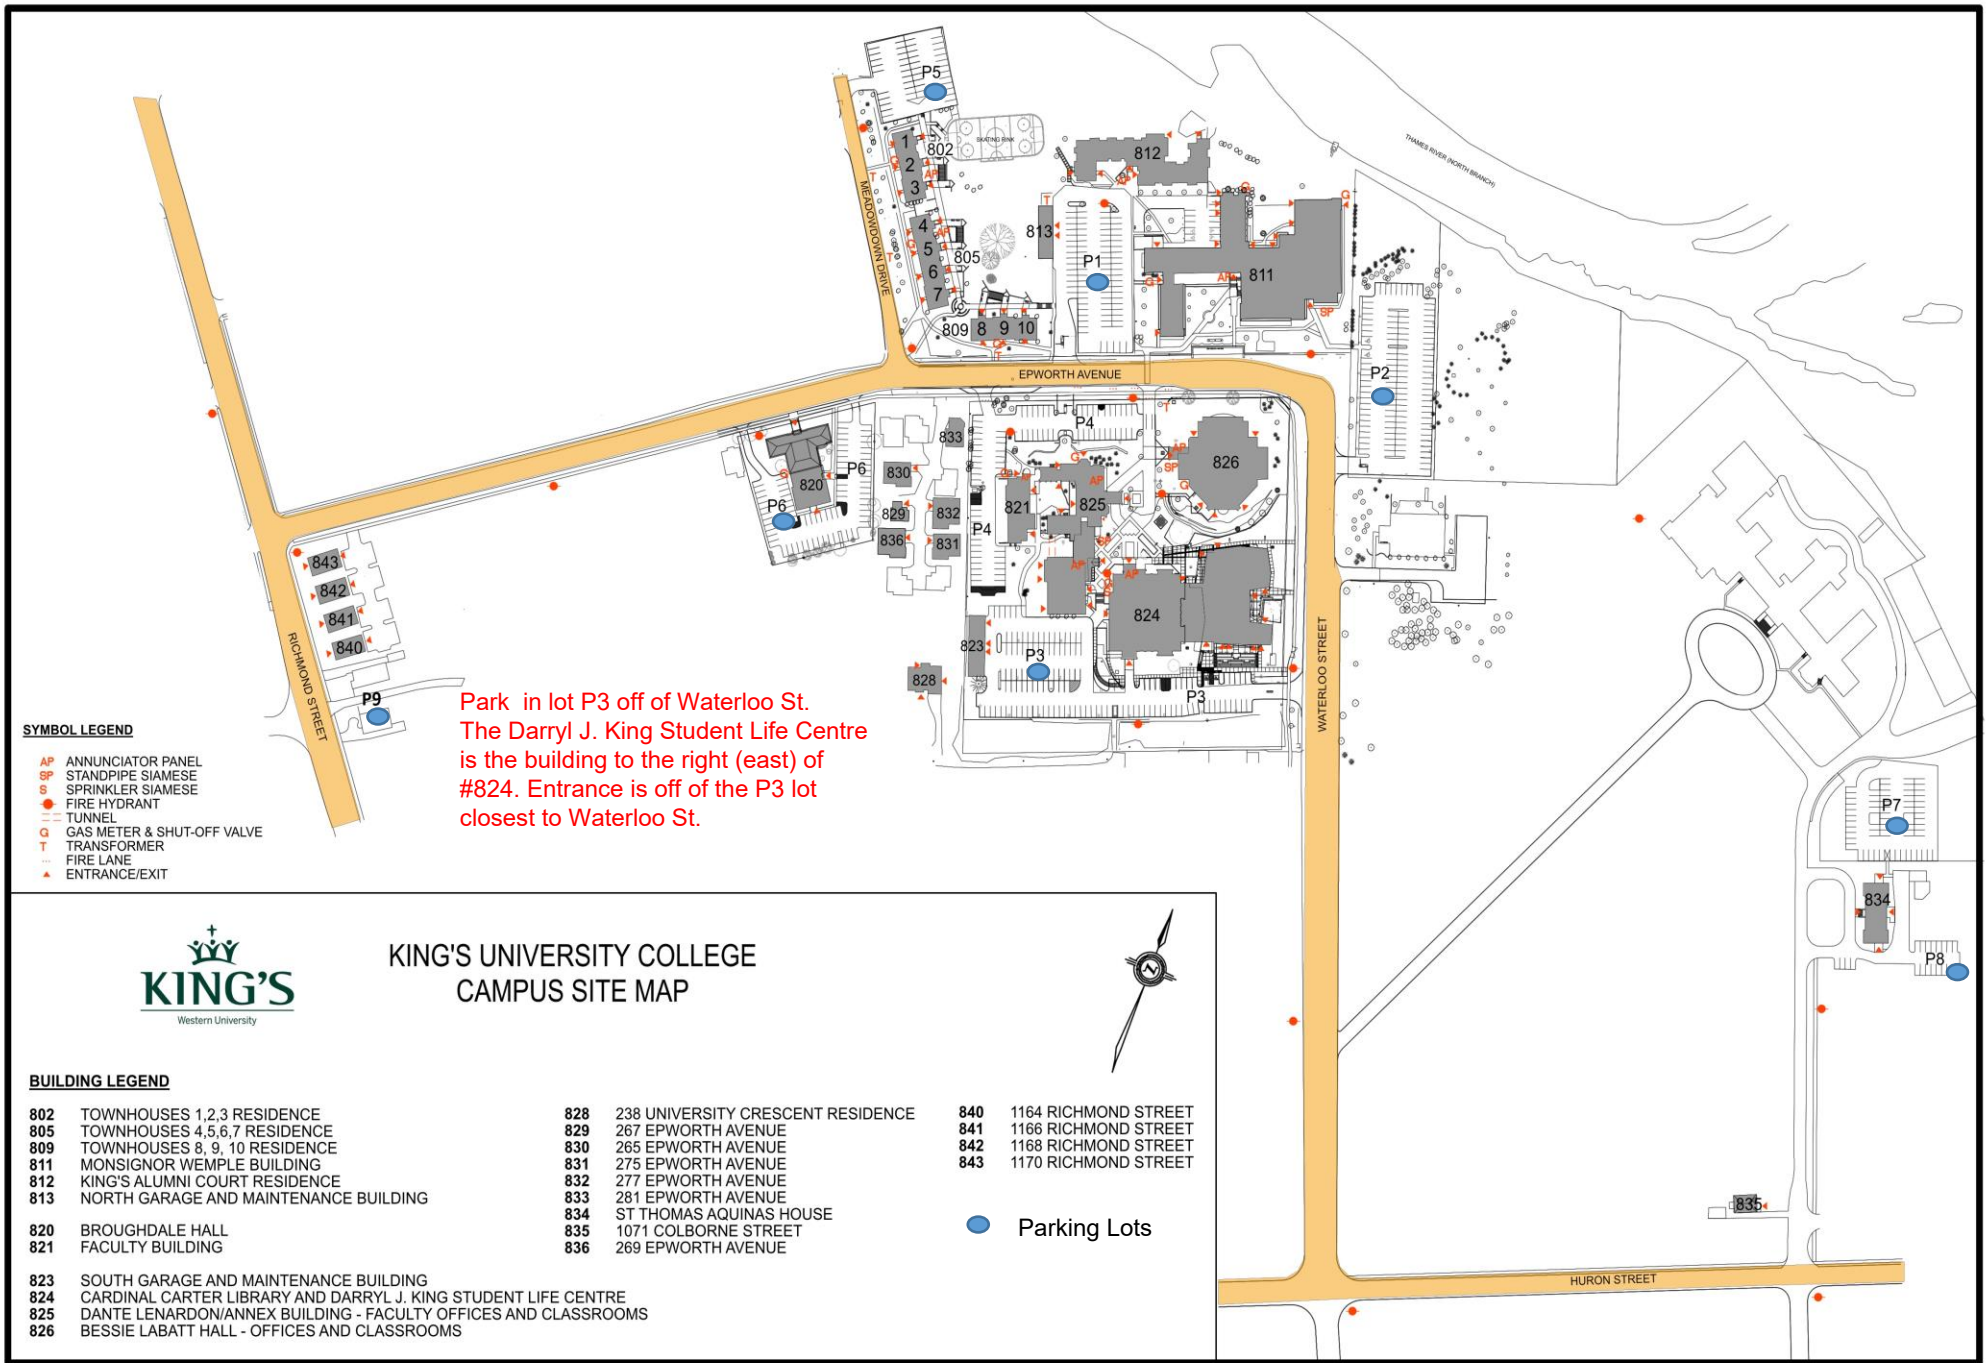 P5
1
802
2
AP
3
SKATING RINK
812
AP
THAMES RIVER (NORTH BRANCH)
MEADOWDOWN DRIVE
G
T
4
AP
5
G
805
6
T
7
809
8
9
10
G
T
T
813
P1
G
G
811
AP
G
SP
EPWORTH AVENUE
P2
P4
T
833
G
AP
SP
G
826
820
S
P6
P6
830
829
832
836
831
821
G
AP
AP
825
P4
SP
AP
AP
824
823
P3
P3
828
843
842
841
840
P9
RICHMOND STREET
WATERLOO STREET
Park in lot P3 off of Waterloo St.
The Darryl J. King Student Life Centre
is the building to the right (east) of
#824. Entrance is off of the P3 lot
closest to Waterloo St.
P7
834
P8
835
HURON STREET
SYMBOL LEGEND
AP ANNUNCIATOR PANEL
SP STANDPIPE SIAMESE
S SPRINKLER SIAMESE
FIRE HYDRANT
TUNNEL
G GAS METER & SHUT-OFF VALVE
T TRANSFORMER
FIRE LANE
ENTRANCE/EXIT
KING'S
Western University
KING'S UNIVERSITY COLLEGE
CAMPUS SITE MAP
N
BUILDING LEGEND
802 TOWNHOUSES 1,2,3 RESIDENCE
805 TOWNHOUSES 4,5,6,7 RESIDENCE
809 TOWNHOUSES 8, 9, 10 RESIDENCE
811 MONSIGNOR WEMPLE BUILDING
812 KING'S ALUMNI COURT RESIDENCE
813 NORTH GARAGE AND MAINTENANCE BUILDING
820 BROUGHDALE HALL
821 FACULTY BUILDING
823 SOUTH GARAGE AND MAINTENANCE BUILDING
824 CARDINAL CARTER LIBRARY AND DARRYL J. KING STUDENT LIFE CENTRE
825 DANTE LENARDON/ANNEX BUILDING - FACULTY OFFICES AND CLASSROOMS
826 BESSIE LABATT HALL - OFFICES AND CLASSROOMS
828 238 UNIVERSITY CRESCENT RESIDENCE
829 267 EPWORTH AVENUE
830 265 EPWORTH AVENUE
831 275 EPWORTH AVENUE
832 277 EPWORTH AVENUE
833 281 EPWORTH AVENUE
834 ST THOMAS AQUINAS HOUSE
835 1071 COLBORNE STREET
836 269 EPWORTH AVENUE
840 1164 RICHMOND STREET
841 1166 RICHMOND STREET
842 1168 RICHMOND STREET
843 1170 RICHMOND STREET
Parking Lots